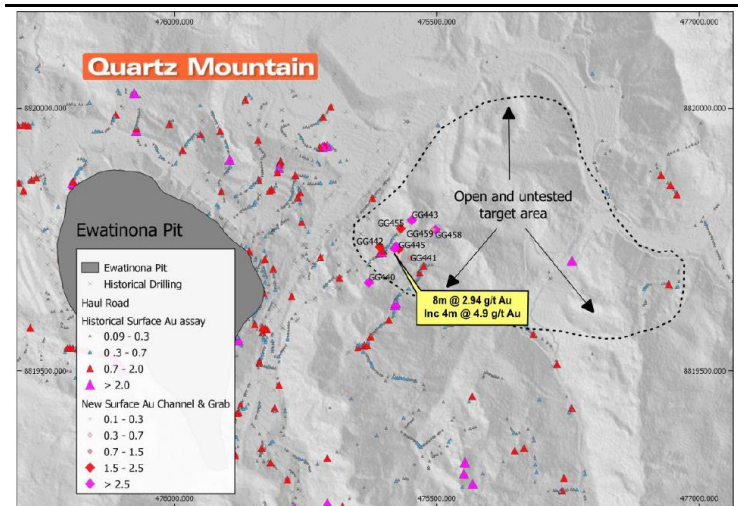 476000.000
476500.000
477000.000
Quartz Mountain
8820000.000
8820000.000
Open and untested
target area
GG443
GG455
GG459
GG458
GG442
GG445
GG441
GG440
8m @ 2.94 g/t Au
Inc 4m @ 4.9 g/t Au
Ewatinona Pit
Ewatinona Pit
Historical Drilling
Haul Road
Historical Surface Au assay
0.09 - 0.3
0.3 - 0.7
0.7 - 2.0
> 2.0
New Surface Au Channel & Grab
0.1 - 0.3
0.3 - 0.7
0.7 - 1.5
1.5 - 2.5
> 2.5
8819500.000
8819500.000
476000.000
476500.000
477000.000